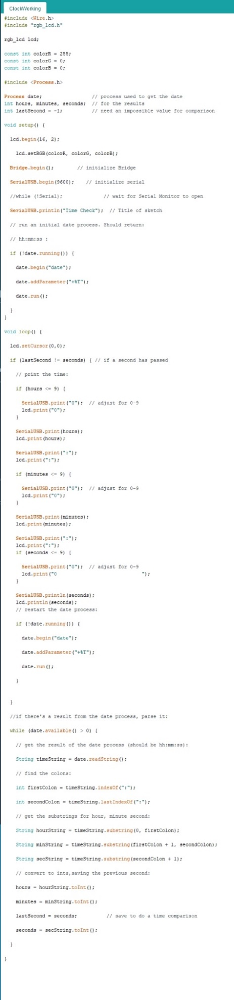 ClockWorking
#include <Wire.h>
#include "rgb_lcd.h"
rgb_lcd lcd;
const int colorR = 255;
const int colorG = 0;
const int colorB = 0;
#include <Process.h>
Process date;                 // process used to get the date
int hours, minutes, seconds;  // for the results
int lastSecond = -1;          // need an impossible value for comparison
void setup() {
  lcd.begin(16, 2);
    lcd.setRGB(colorR, colorG, colorB);
  Bridge.begin();        // initialize Bridge
  SerialUSB.begin(9600);    // initialize serial
  //while (!Serial);              // wait for Serial Monitor to open
  SerialUSB.println("Time Check");  // Title of sketch
  // run an initial date process. Should return:
  // hh:mm:ss :
  if (!date.running()) {
    date.begin("date");
    date.addParameter("+%T");
    date.run();
  }
}
void loop() {
  lcd.setCursor(0,0);
  if (lastSecond != seconds) { // if a second has passed
    // print the time:
    if (hours <= 9) {
      SerialUSB.print("0");  // adjust for 0-9
      lcd.print("0");
    }
    SerialUSB.print(hours);
    lcd.print(hours);
    SerialUSB.print(":");
    lcd.print(":");
    if (minutes <= 9) {
      SerialUSB.print("0");  // adjust for 0-9
      lcd.print("0");
    }
    SerialUSB.print(minutes);
    lcd.print(minutes);
    SerialUSB.print(":");
    lcd.print(":");
    if (seconds <= 9) {
      SerialUSB.print("0");  // adjust for 0-9
      lcd.print("0                             ");
    }
    SerialUSB.println(seconds);
    lcd.println(seconds);
    // restart the date process:
    if (!date.running()) {
      date.begin("date");
      date.addParameter("+%T");
      date.run();
    }
  }
  //if there's a result from the date process, parse it:
  while (date.available() > 0) {
    // get the result of the date process (should be hh:mm:ss):
    String timeString = date.readString();
    // find the colons:
    int firstColon = timeString.indexOf(":");
    int secondColon = timeString.lastIndexOf(":");
    // get the substrings for hour, minute second:
    String hourString = timeString.substring(0, firstColon);
    String minString = timeString.substring(firstColon + 1, secondColon);
    String secString = timeString.substring(secondColon + 1);
    // convert to ints,saving the previous second:
    hours = hourString.toInt();
    minutes = minString.toInt();
    lastSecond = seconds;          // save to do a time comparison
    seconds = secString.toInt();
  }
}